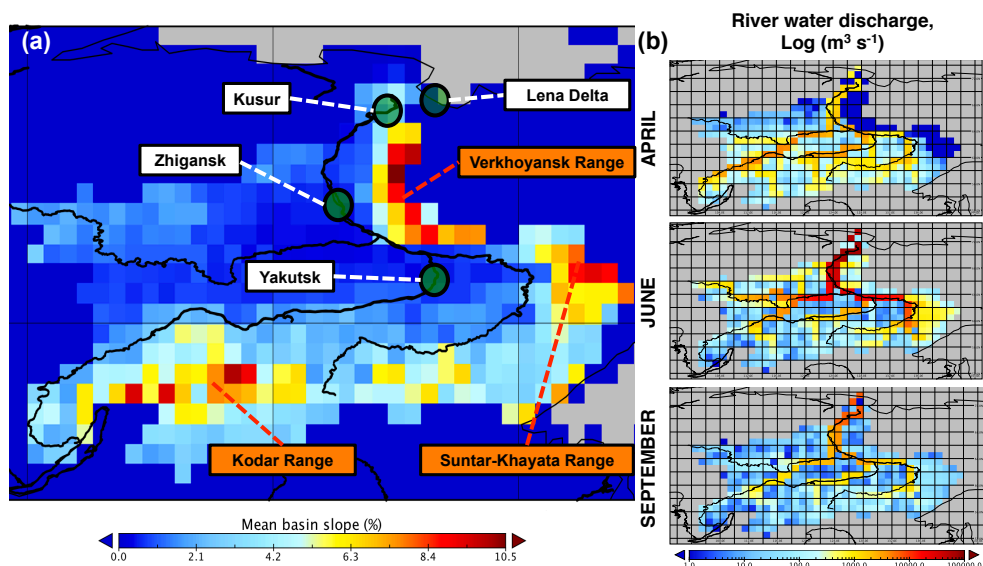 (a)
Kusur
Lena Delta
Zhigansk
Verkhoyansk Range
Yakutsk
Kodar Range
Suntar-Khayata Range
Mean basin slope (%)
0.0 2.1 4.2 6.3 8.4 10.5
(b)
River water discharge,
Log (m³ s⁻¹)
APRIL
JUNE
SEPTEMBER
1.0 10.0 100.0 1000.0 10000.0 100000.0